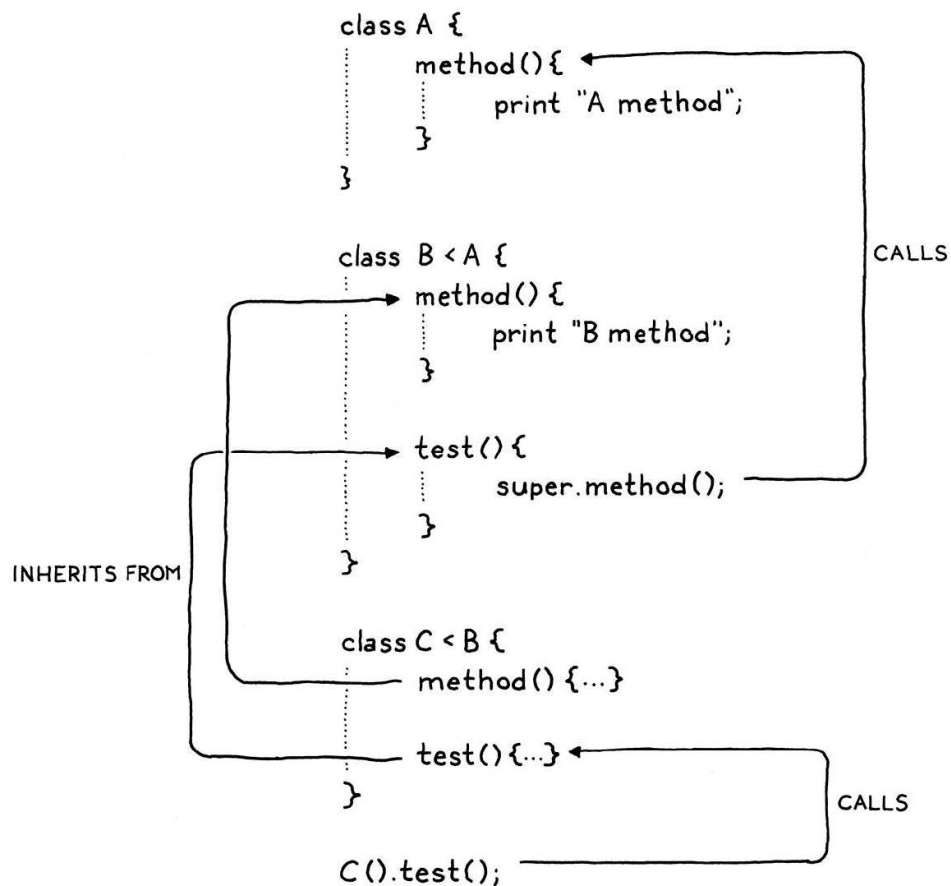 class A {
method(){
print "A method";
}
}
CALLS
class B < A {
method() {
print "B method";
}
test(){
super.method();
}
}
INHERITS FROM
class C < B {
method() {...}
test(){...}
}
CALLS
C().test();